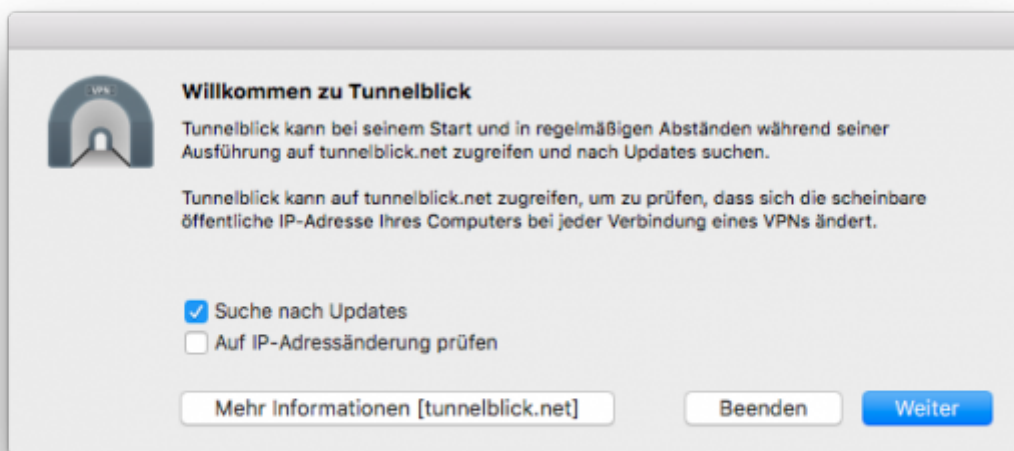 VPN
Willkommen zu Tunnelblick
Tunnelblick kann bei seinem Start und in regelmäßigen Abständen während seiner
Ausführung auf tunnelblick.net zugreifen und nach Updates suchen.
Tunnelblick kann auf tunnelblick.net zugreifen, um zu prüfen, dass sich die scheinbare
öffentliche IP-Adresse Ihres Computers bei jeder Verbindung eines VPNs ändert.
Suche nach Updates
Auf IP-Adressänderung prüfen
Mehr Informationen [tunnelblick.net]
Beenden
Weiter